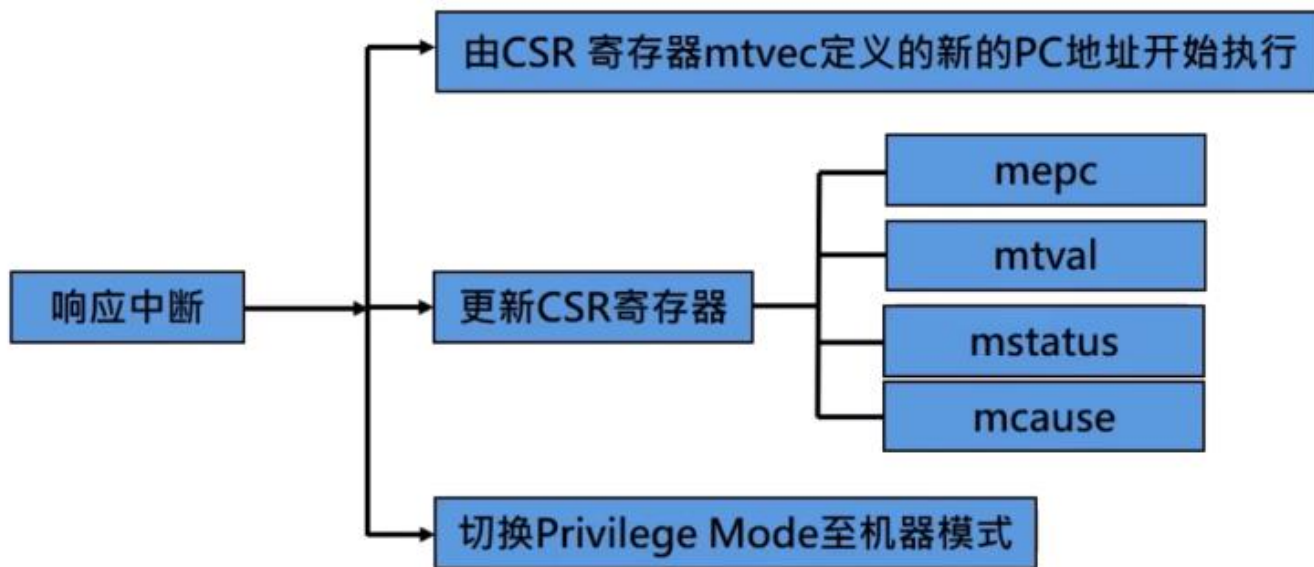 由CSR 寄存器mtvec定义的新的PC地址开始执行
mepc
mtval
响应中断
更新CSR寄存器
mstatus
mcause
切换Privilege Mode至机器模式